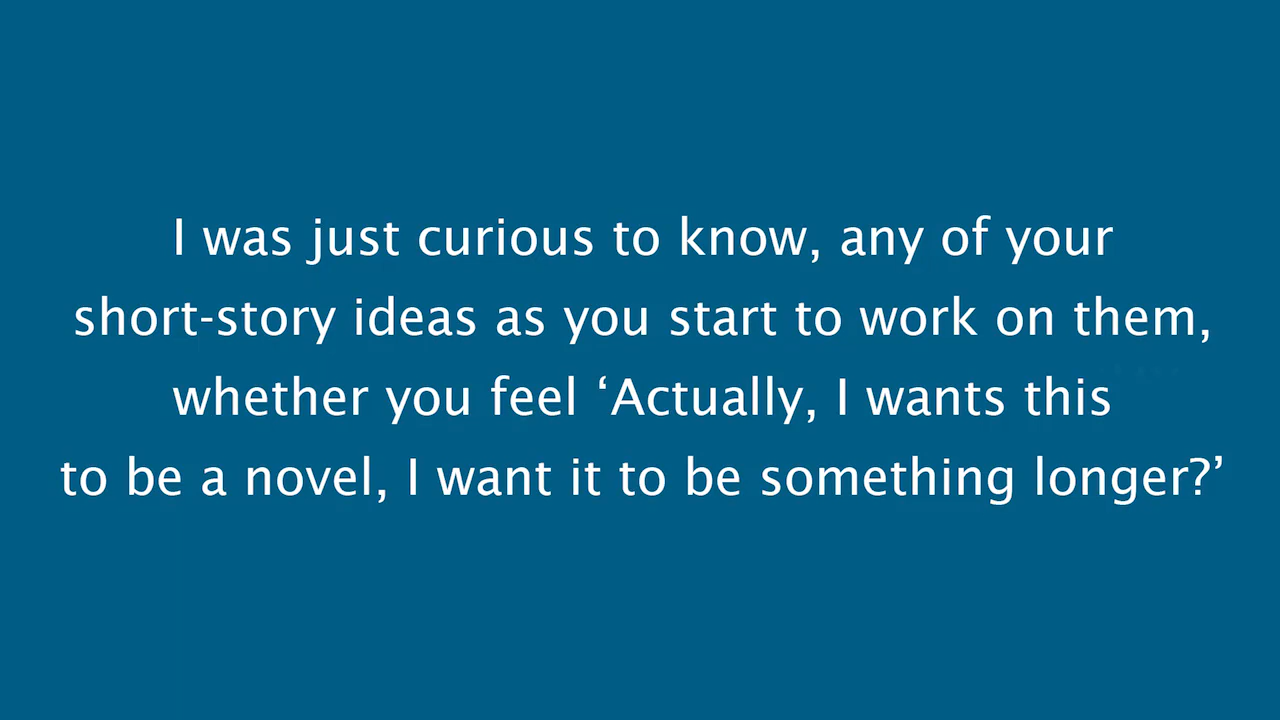 I was just curious to know, any of your
short-story ideas as you start to work on them,
whether you feel ‘Actually, I wants this
to be a novel, I want it to be something longer?’